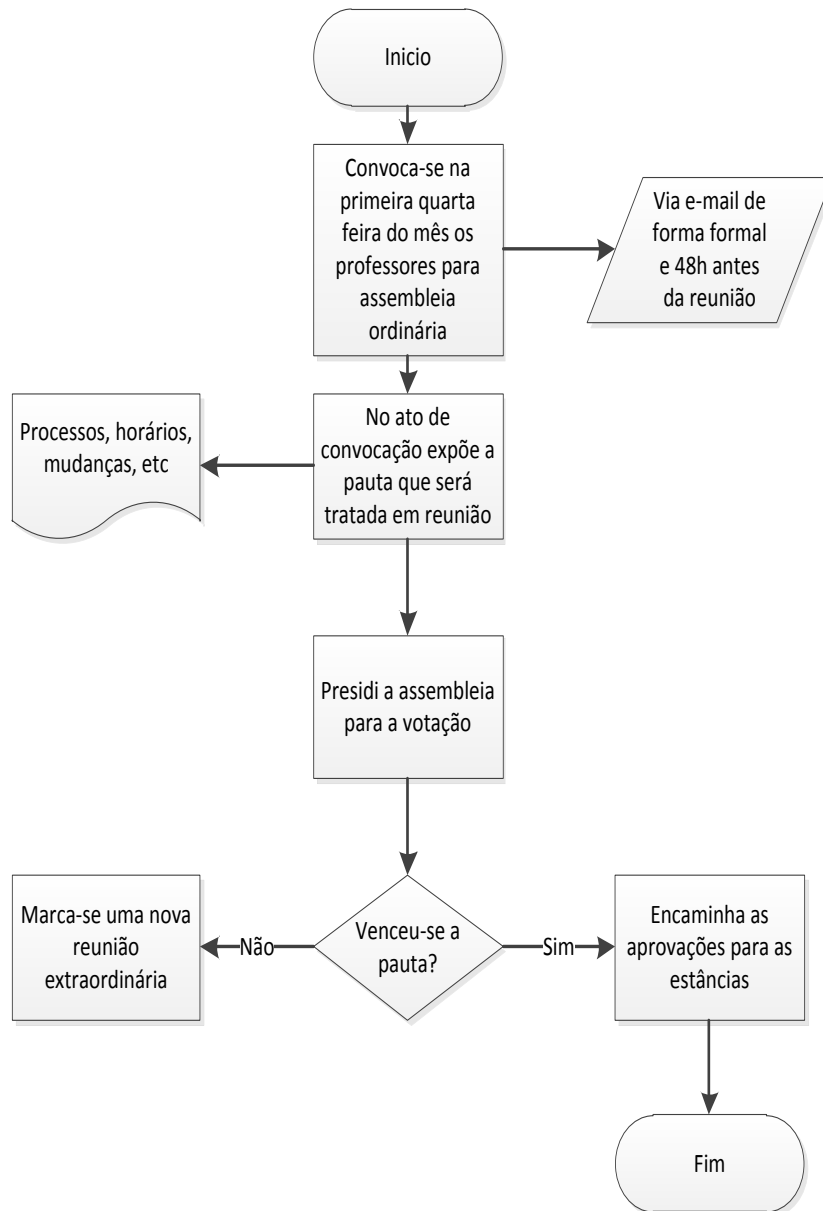 Inicio
Convoca-se na
primeira quarta
feira do mês os
professores para
assembleia
ordinária
Via e-mail de
forma formal
e 48h antes
da reunião
Processos, horários,
mudanças, etc
No ato de
convocação expõe a
pauta que será
tratada em reunião
Presidi a assembleia
para a votação
Marca-se uma nova
reunião
extraordinária
Não
Venceu-se a
pauta?
Sim
Encaminha as
aprovações para as
estâncias
Fim